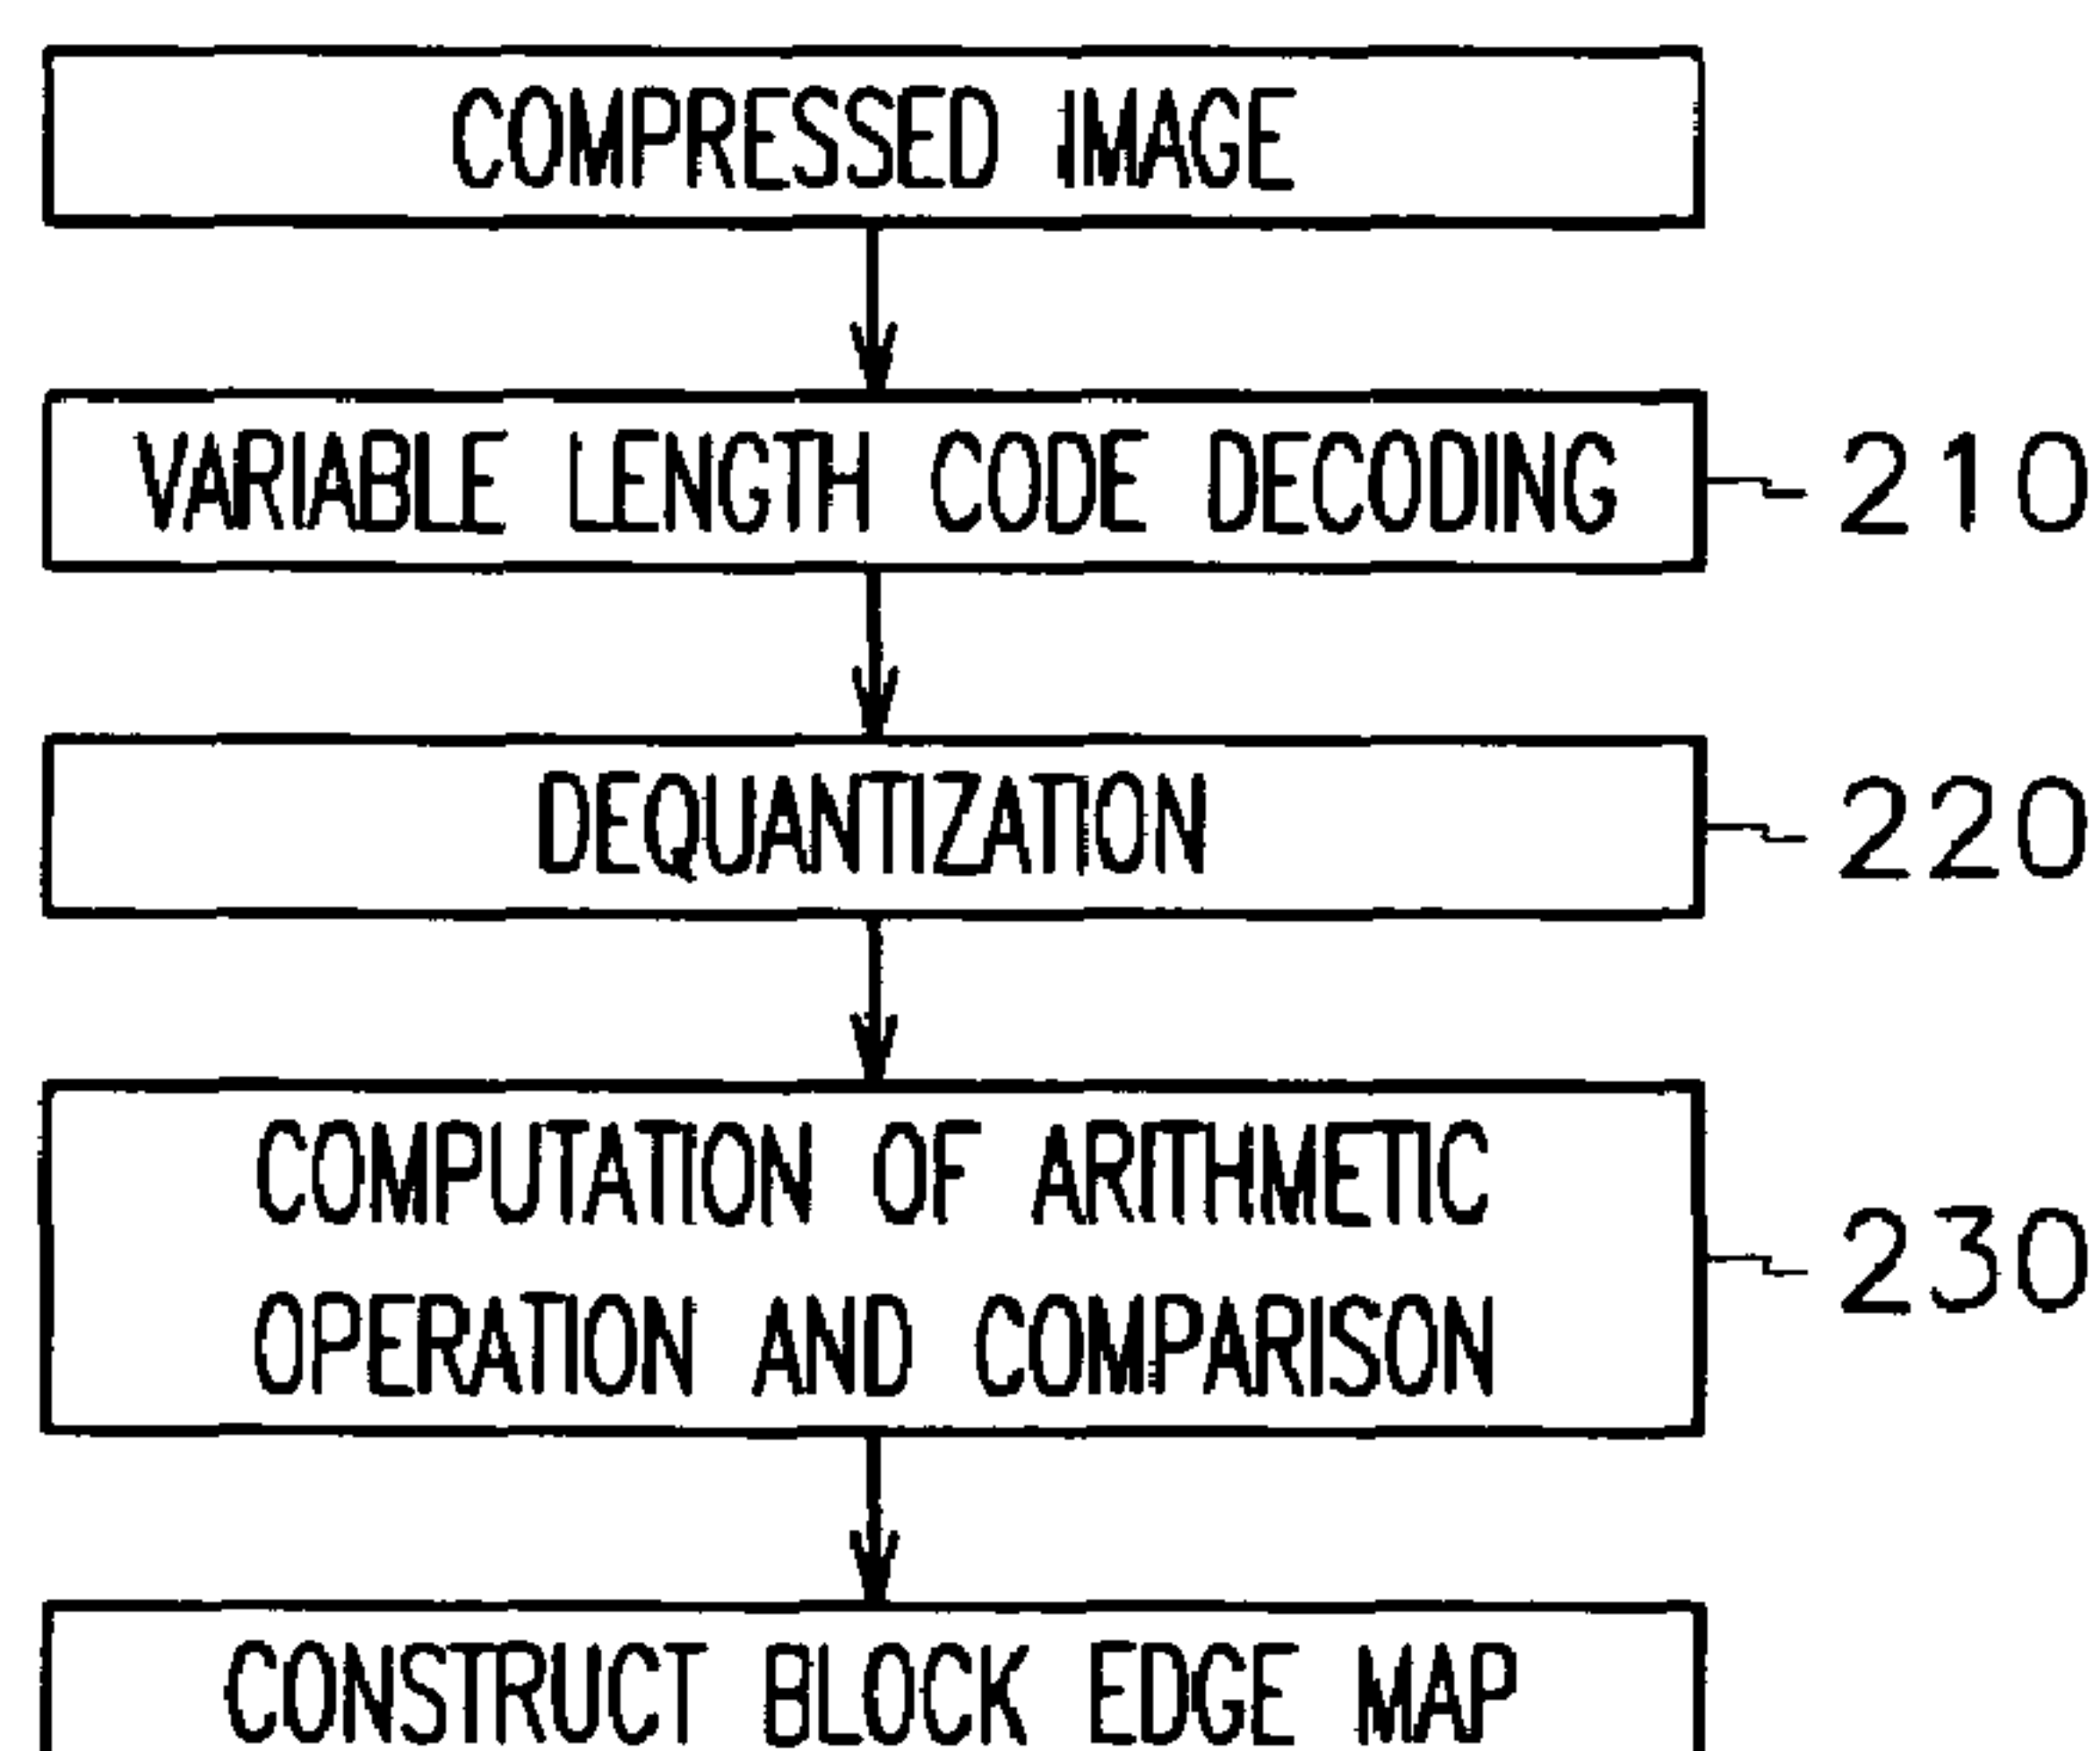 COMPRESSED IMAGE
VARIABLE LENGTH CODE DECODING
210
DEQUANTIZATION
220
COMPUTATION OF ARITHMETIC
OPERATION AND COMPARISON
230
CONSTRUCT BLOCK EDGE MAP